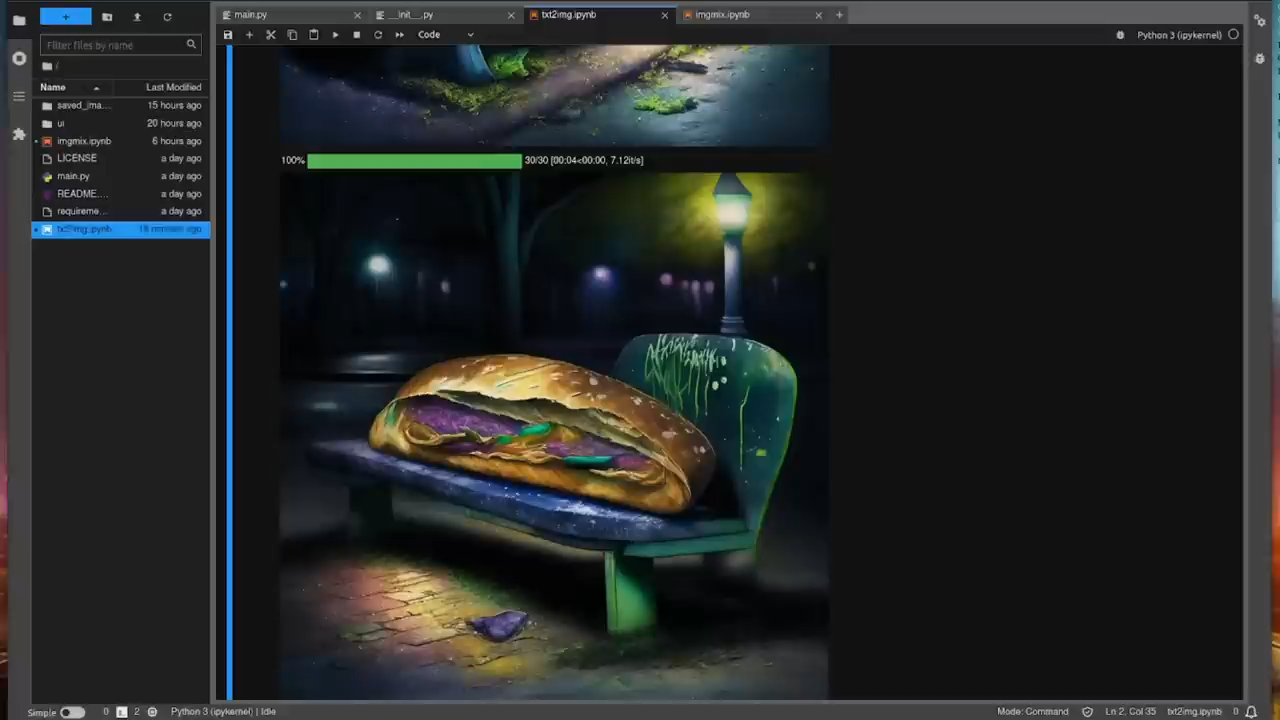 main.py
__init__.py
txt2img.ipynb
imgmix.ipynb
Code
Python 3 (ipykernel)
Filter files by name
/
Name
Last Modified
saved_ima...
15 hours ago
ui
20 hours ago
imgmix.ipynb
6 hours ago
LICENSE
a day ago
main.py
a day ago
README....
a day ago
requireme...
a day ago
txt2img.ipynb
100%
30/30 [00:04<00:00, 7.12it/s]
Simple
0
2
Python 3 (ipykernel) | Idle
Mode: Command
Ln 2, Col 35
txt2img.ipynb
0